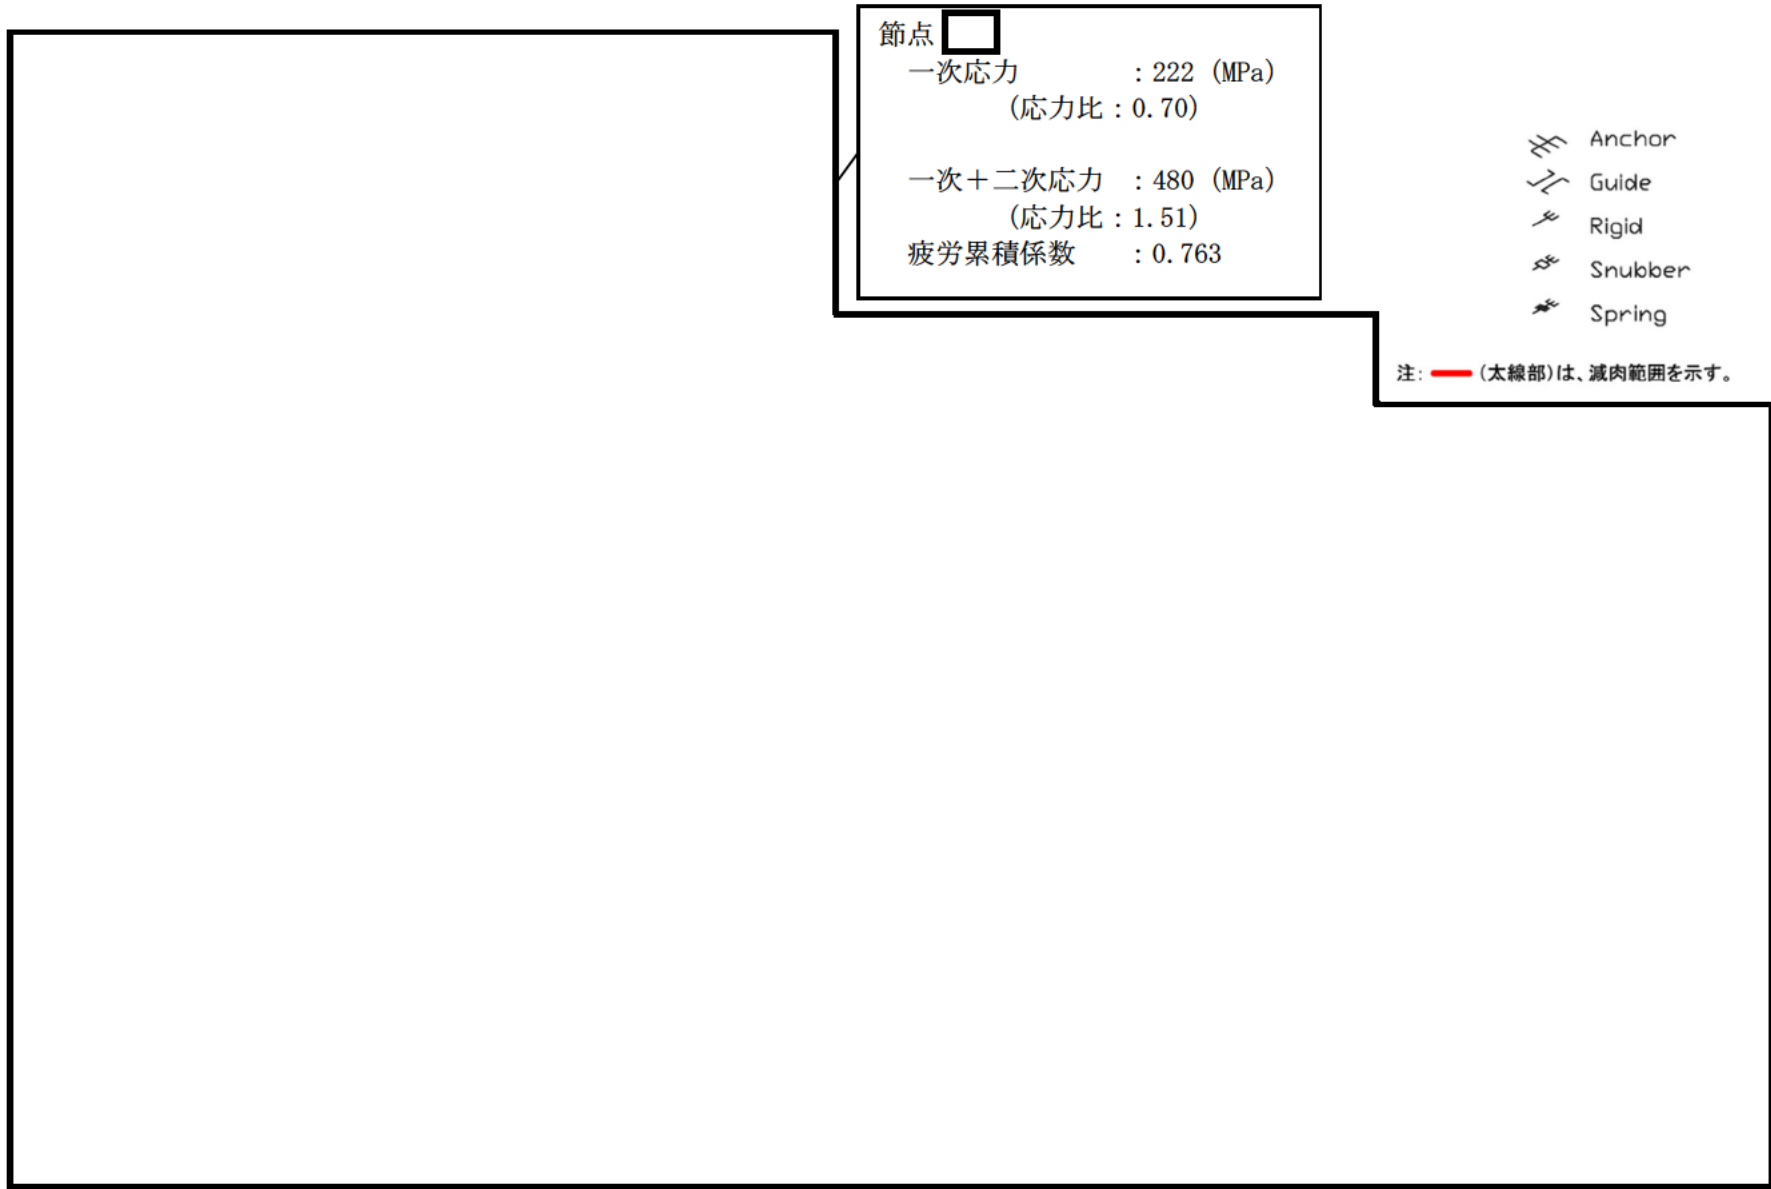 節点
一次応力 : 222 (MPa)
(応力比 : 0.70)
一次＋二次応力 : 480 (MPa)
(応力比 : 1.51)
疲労累積係数 : 0.763
Anchor
Guide
Rigid
Snubber
Spring
注: (太線部)は、減肉範囲を示す。